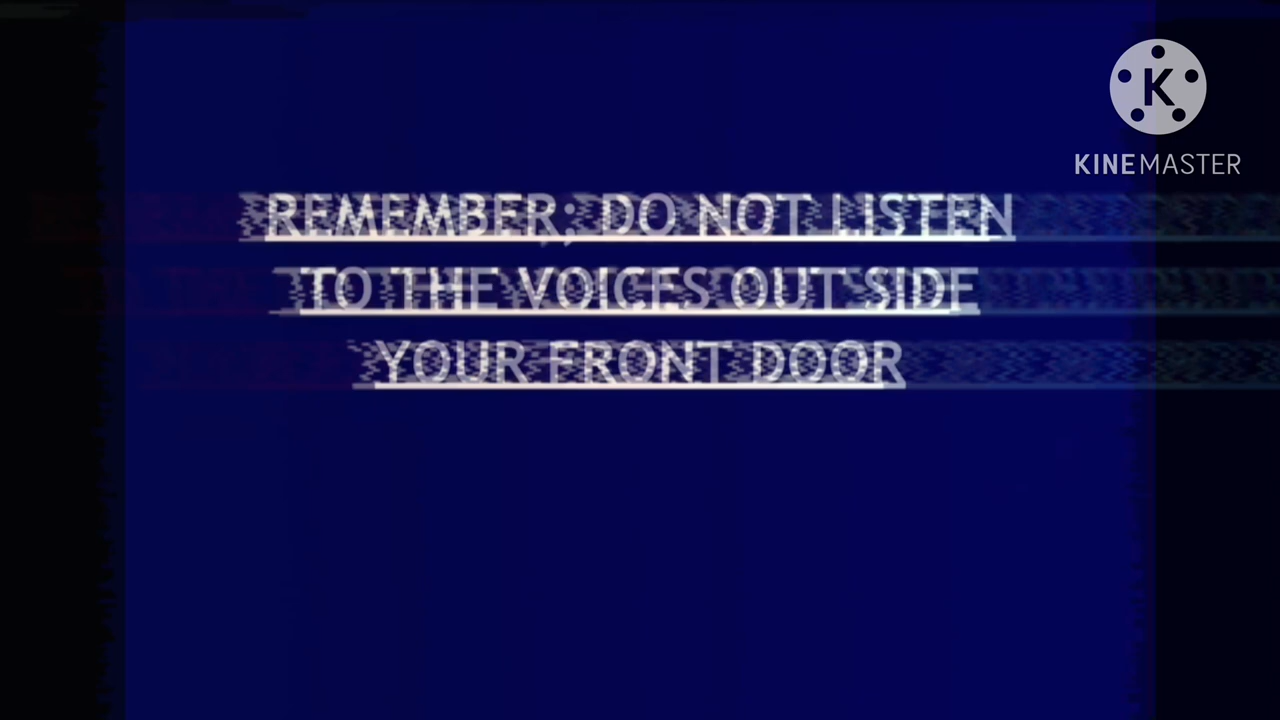 K
KINEMASTER
REMEMBER; DO NOT LISTEN
TO THE VOICES OUT SIDE
YOUR FRONT DOOR